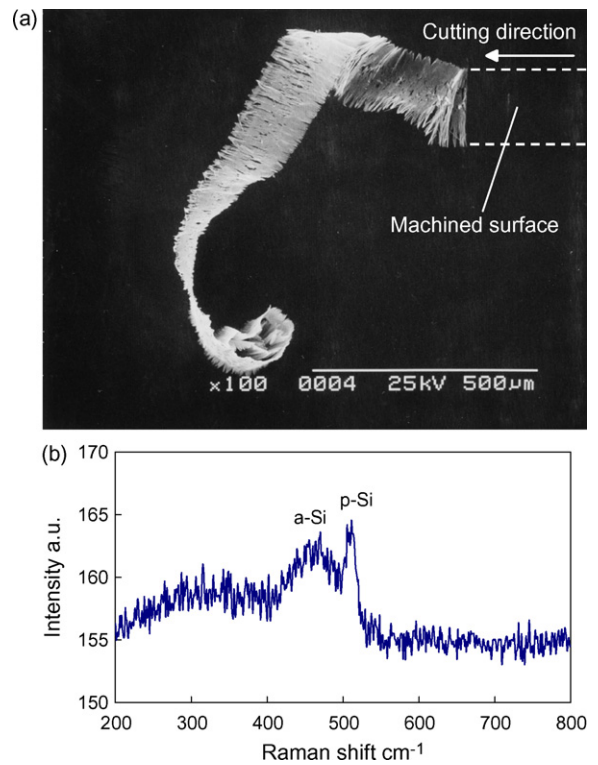 (a)
Cutting direction
Machined surface
×100 0004 25kV 500μm
(b)
170
165
160
155
150
a-Si
p-Si
Intensity a.u.
200 300 400 500 600 700 800
Raman shift cm-1